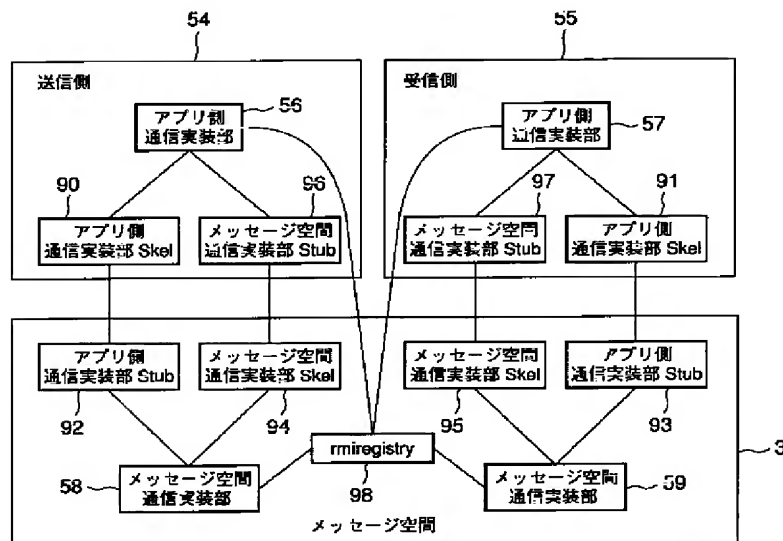 54
55
送信側
受信側
アプリ側
通信実装部
56
アプリ側
通信実装部
57
90
96
97
91
アプリ側
通信実装部 Skel
メッセージ空間
通信実装部 Stub
メッセージ空間
通信実装部 Stub
アプリ側
通信実装部 Skel
アプリ側
通信実装部 Stub
メッセージ空間
通信実装部 Skel
メッセージ空間
通信実装部 Skel
アプリ側
通信実装部 Stub
92
94
95
93
rmiregistry
98
3
58
メッセージ空間
通信実装部
メッセージ空間
通信実装部
59
メッセージ空間